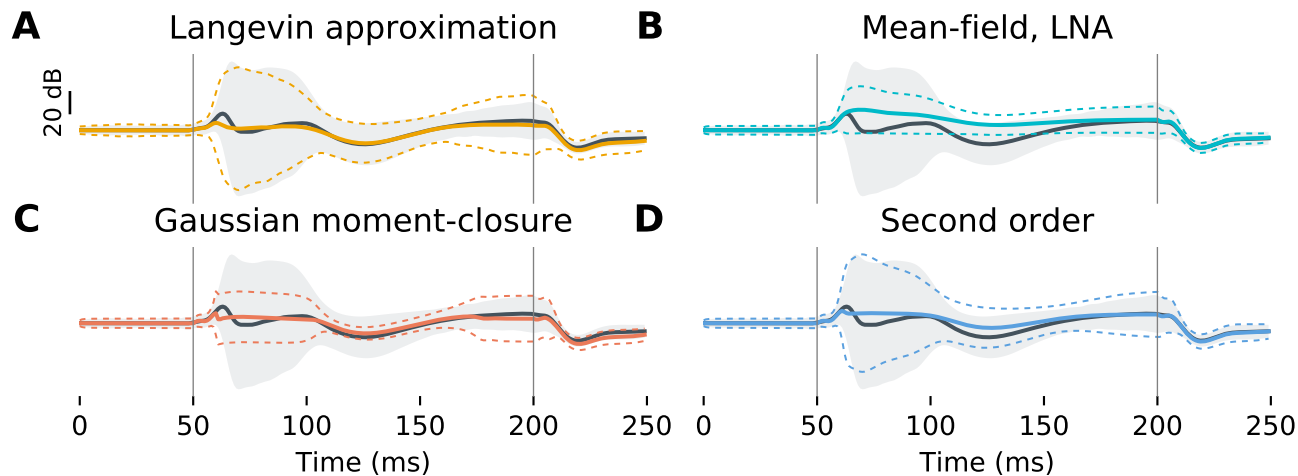 A
Langevin approximation
B
Mean-field, LNA
20 dB
C
Gaussian moment-closure
D
Second order
0 50 100 150 200 250
0 50 100 150 200 250
Time (ms)
Time (ms)